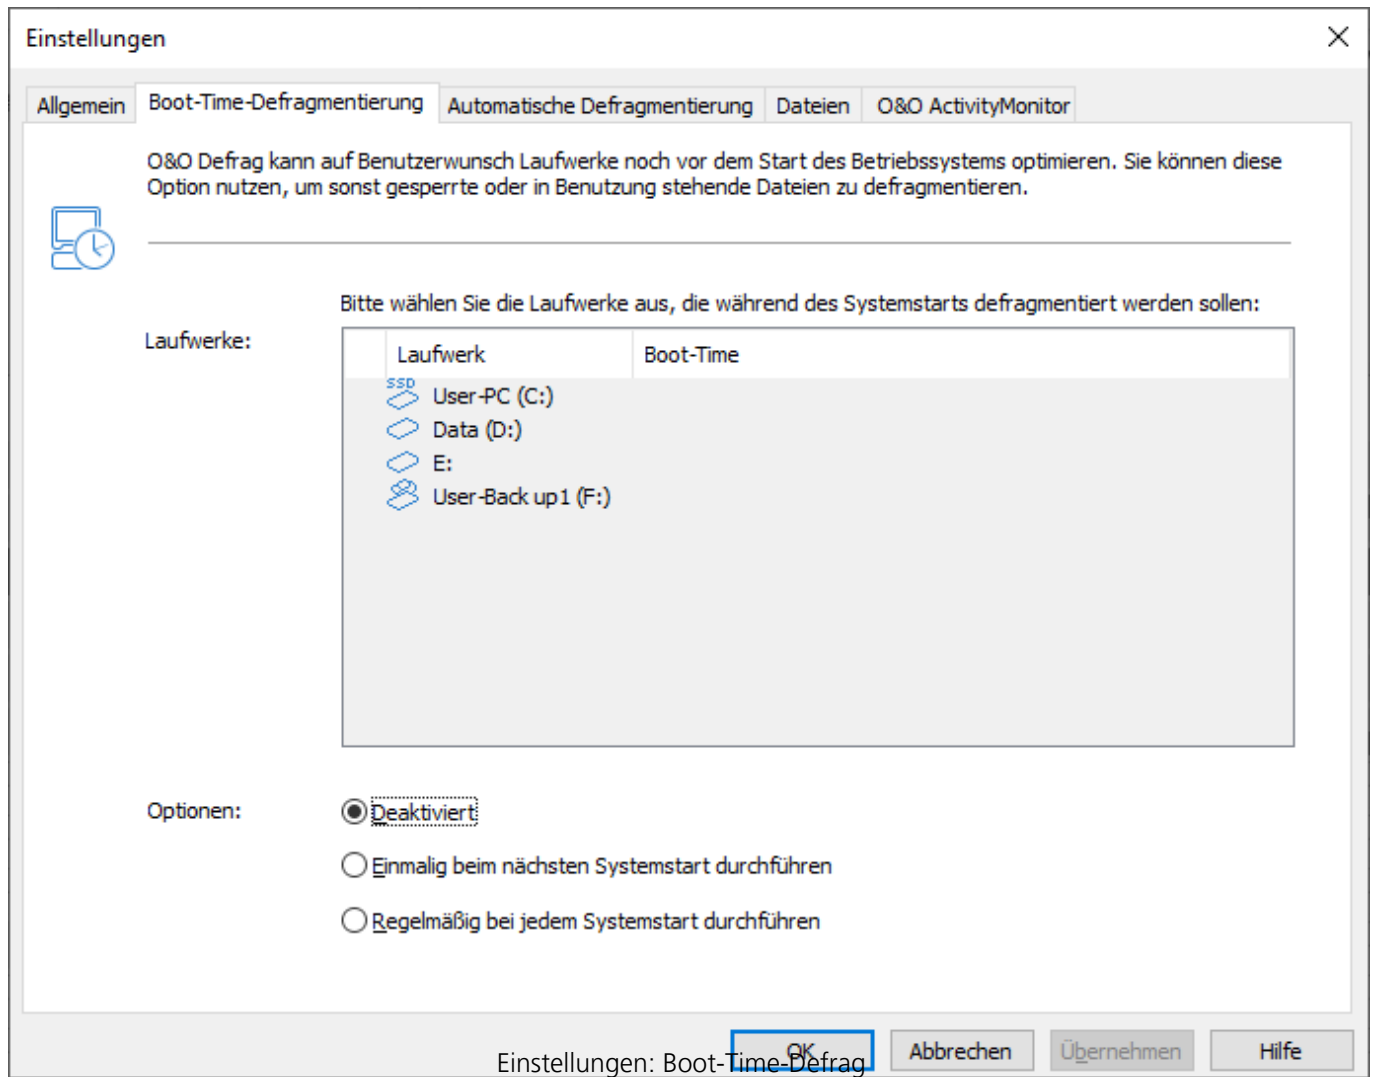 Einstellungen
Allgemein Boot-Time-Defragmentierung Automatische Defragmentierung Dateien O&O ActivityMonitor
O&O Defrag kann auf Benutzerwunsch Laufwerke noch vor dem Start des Betriebssystems optimieren. Sie können diese
Option nutzen, um sonst gesperrte oder in Benutzung stehende Dateien zu defragmentieren.
Bitte wählen Sie die Laufwerke aus, die während des Systemstarts defragmentiert werden sollen:
Laufwerke:
Laufwerk Boot-Time
SSD
User-PC (C:)
Data (D:)
E:
User-Back up1 (F:)
Optionen: Deaktiviert
Einmalig beim nächsten Systemstart durchführen
Regelmäßig bei jedem Systemstart durchführen
OK Abbrechen Übernehmen Hilfe
Einstellungen: Boot-Time-Defrag